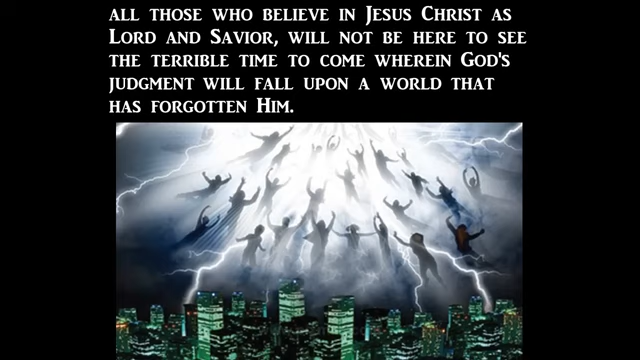 all those who believe in Jesus Christ as
Lord and Savior, will not be here to see
the terrible time to come wherein God's
judgment will fall upon a world that
has forgotten Him.